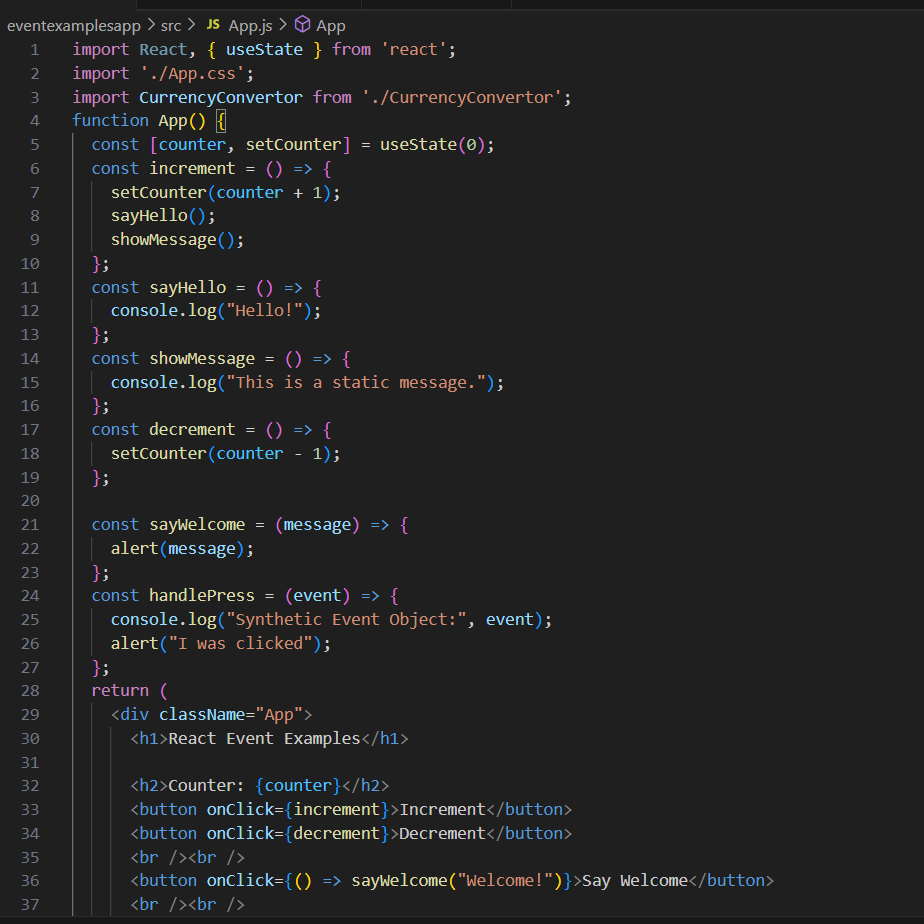 eventexamplesapp > src > JS App.js > App
1 import React, { useState } from 'react';
2 import './App.css';
3 import CurrencyConvertor from './CurrencyConvertor';
4 function App() {
5   const [counter, setCounter] = useState(0);
6   const increment = () => {
7     setCounter(counter + 1);
8     sayHello();
9     showMessage();
10   };
11   const sayHello = () => {
12     console.log("Hello!");
13   };
14   const showMessage = () => {
15     console.log("This is a static message.");
16   };
17   const decrement = () => {
18     setCounter(counter - 1);
19   };
20
21   const sayWelcome = (message) => {
22     alert(message);
23   };
24   const handlePress = (event) => {
25     console.log("Synthetic Event Object:", event);
26     alert("I was clicked");
27   };
28   return (
29     <div className="App">
30       <h1>React Event Examples</h1>
31
32       <h2>Counter: {counter}</h2>
33       <button onClick={increment}>Increment</button>
34       <button onClick={decrement}>Decrement</button>
35       <br /><br />
36       <button onClick={() => sayWelcome("Welcome!")}>Say Welcome</button>
37       <br /><br />